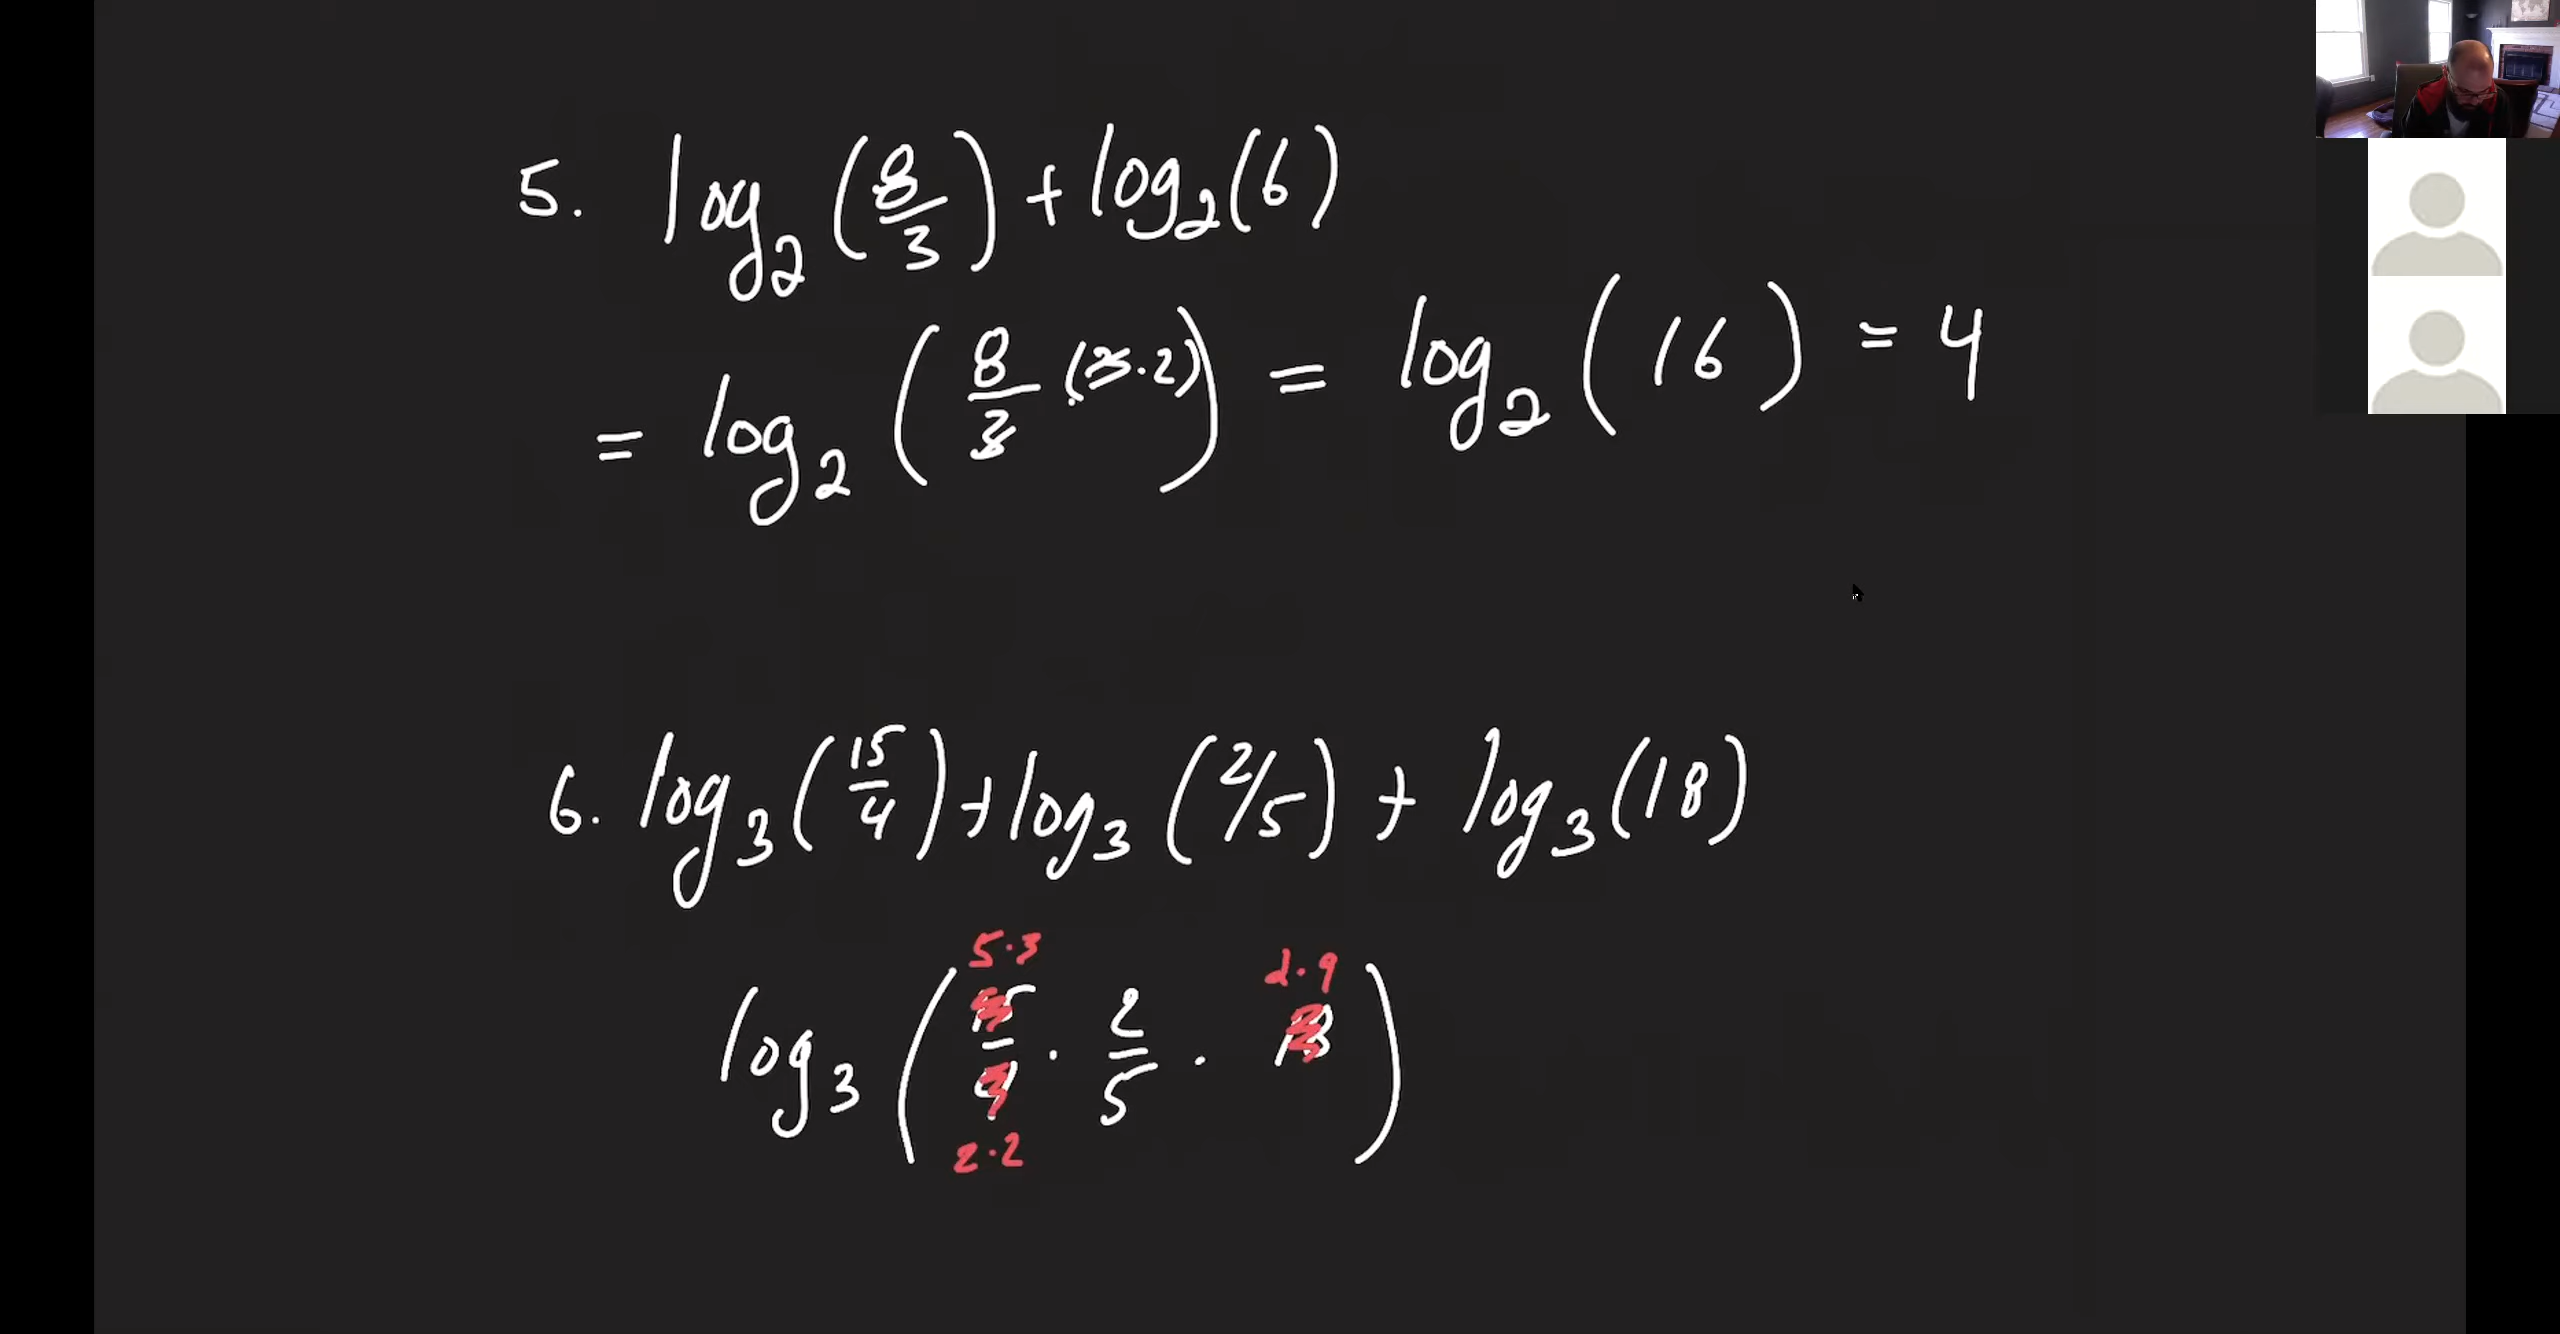 5. log₂(8/3) + log₂(6)
= log₂(8/3 (3·2)) = log₂(16) = 4
6. log₃(15/4) + log₃(2/5) + log₃(18)
5·3 2·9
log₃(15/4 · 2/5 · 18)
2·2